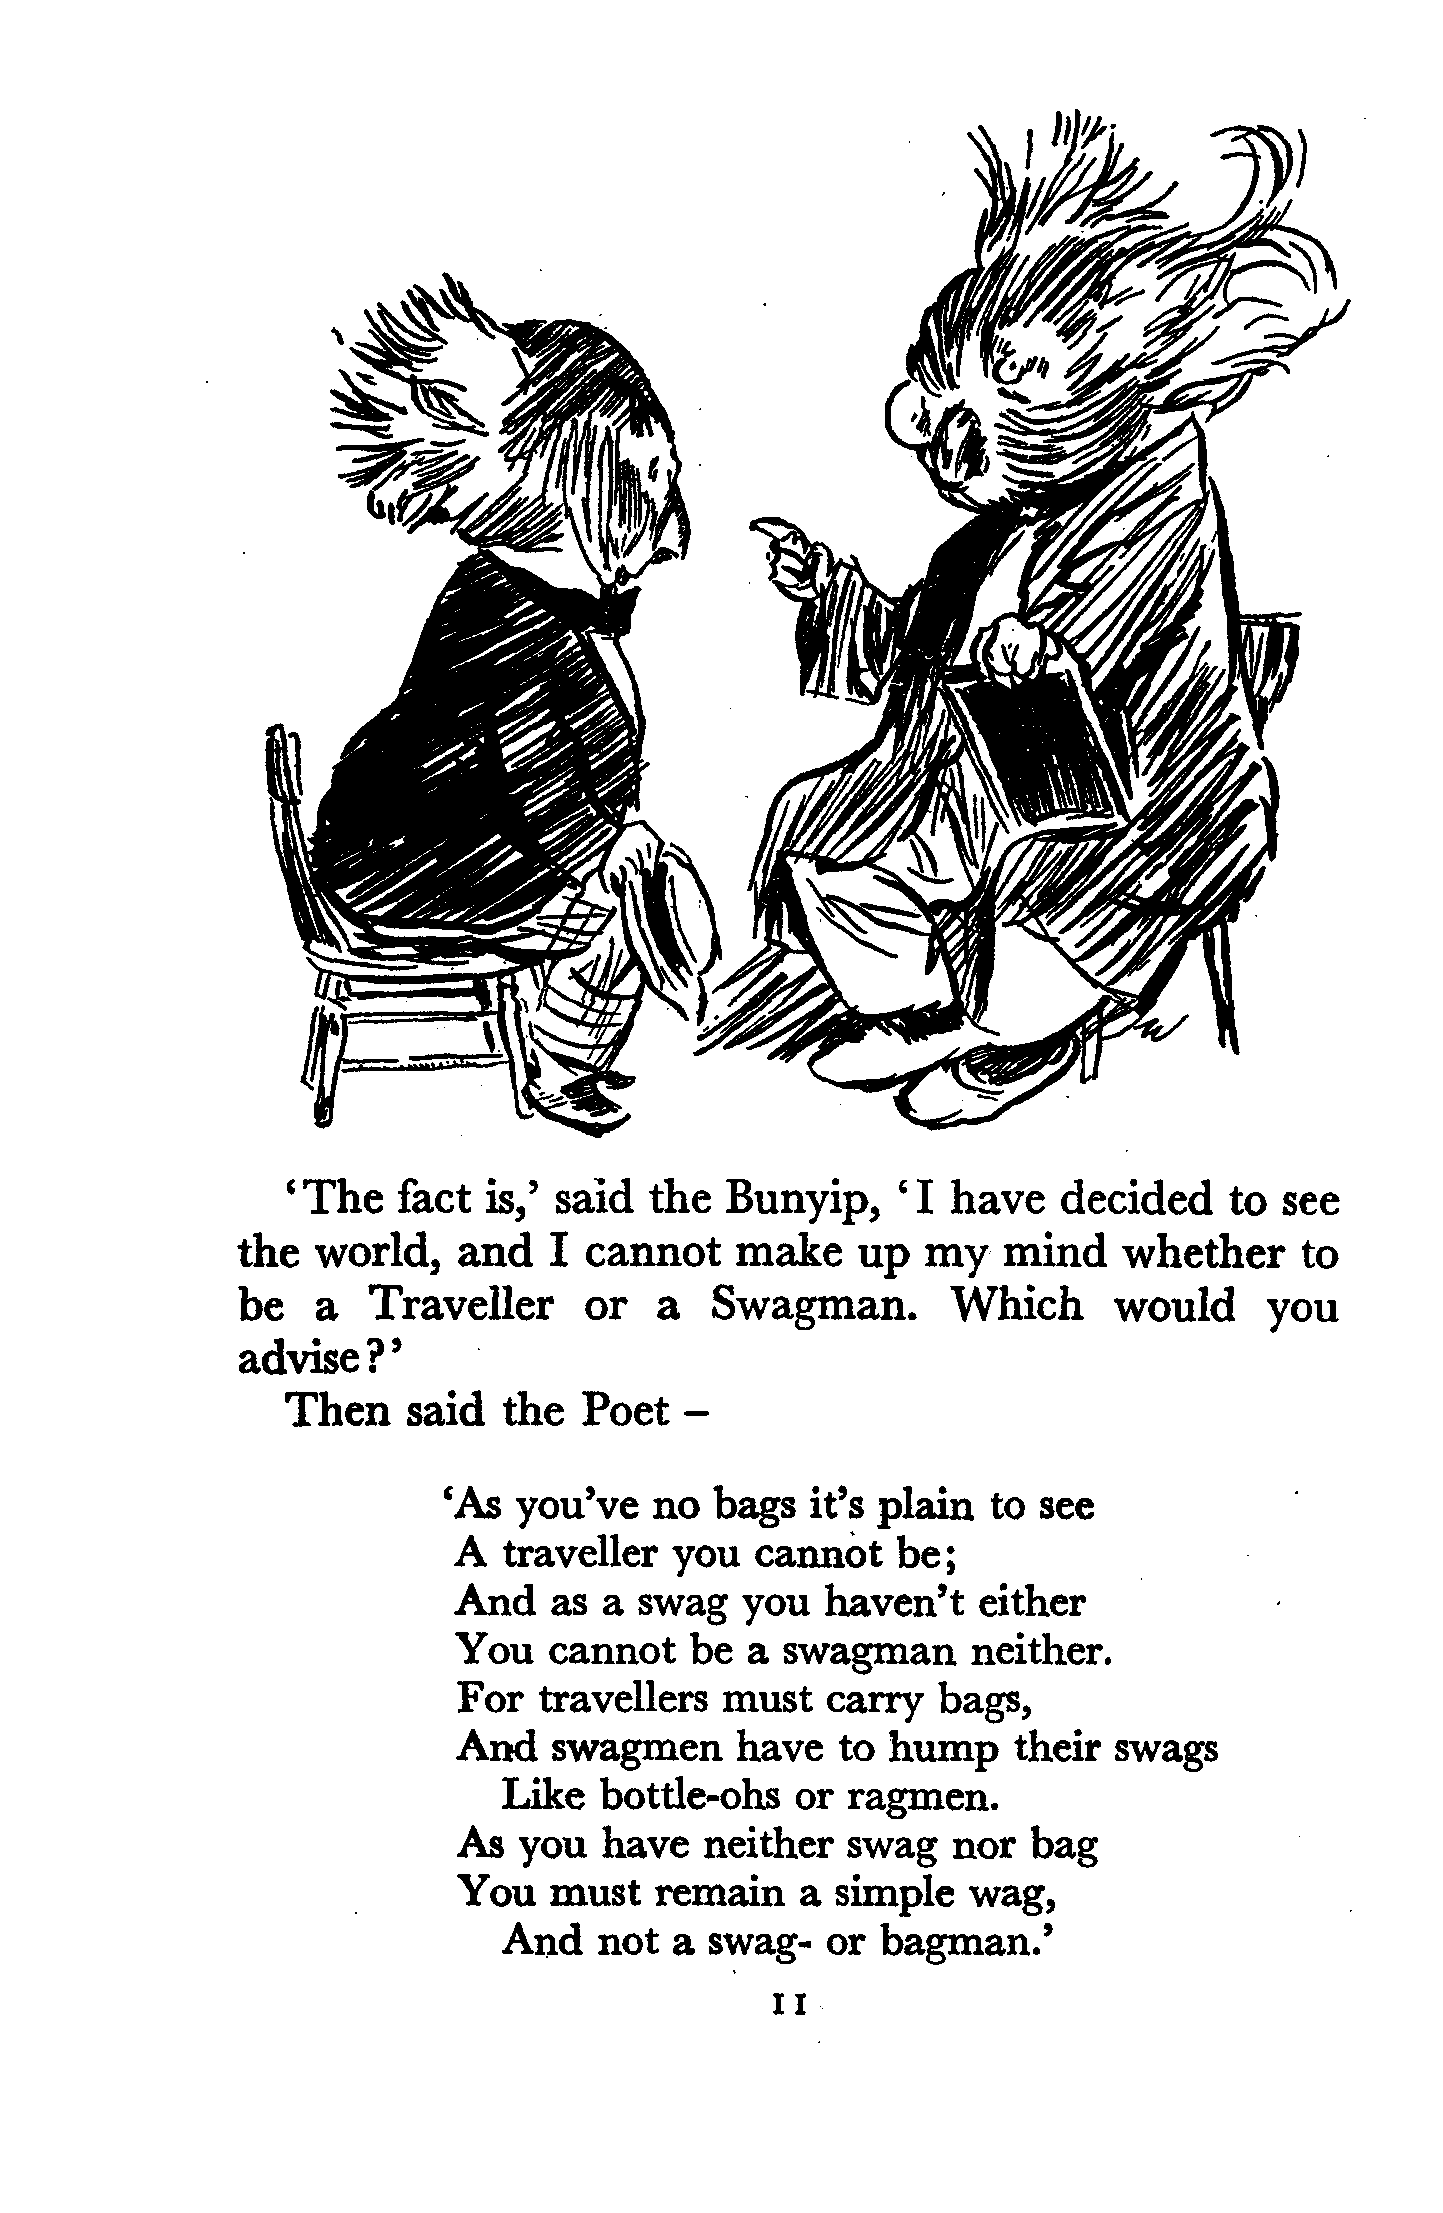 ‘The fact is,’ said the Bunyip, ‘I have decided to see
the world, and I cannot make up my mind whether to
be a Traveller or a Swagman. Which would you
advise?’
Then said the Poet –
‘As you’ve no bags it’s plain to see
A traveller you cannot be;
And as a swag you haven’t either
You cannot be a swagman neither.
For travellers must carry bags,
And swagmen have to hump their swags
Like bottle-ohs or ragmen.
As you have neither swag nor bag
You must remain a simple wag,
And not a swag- or bagman.’
11